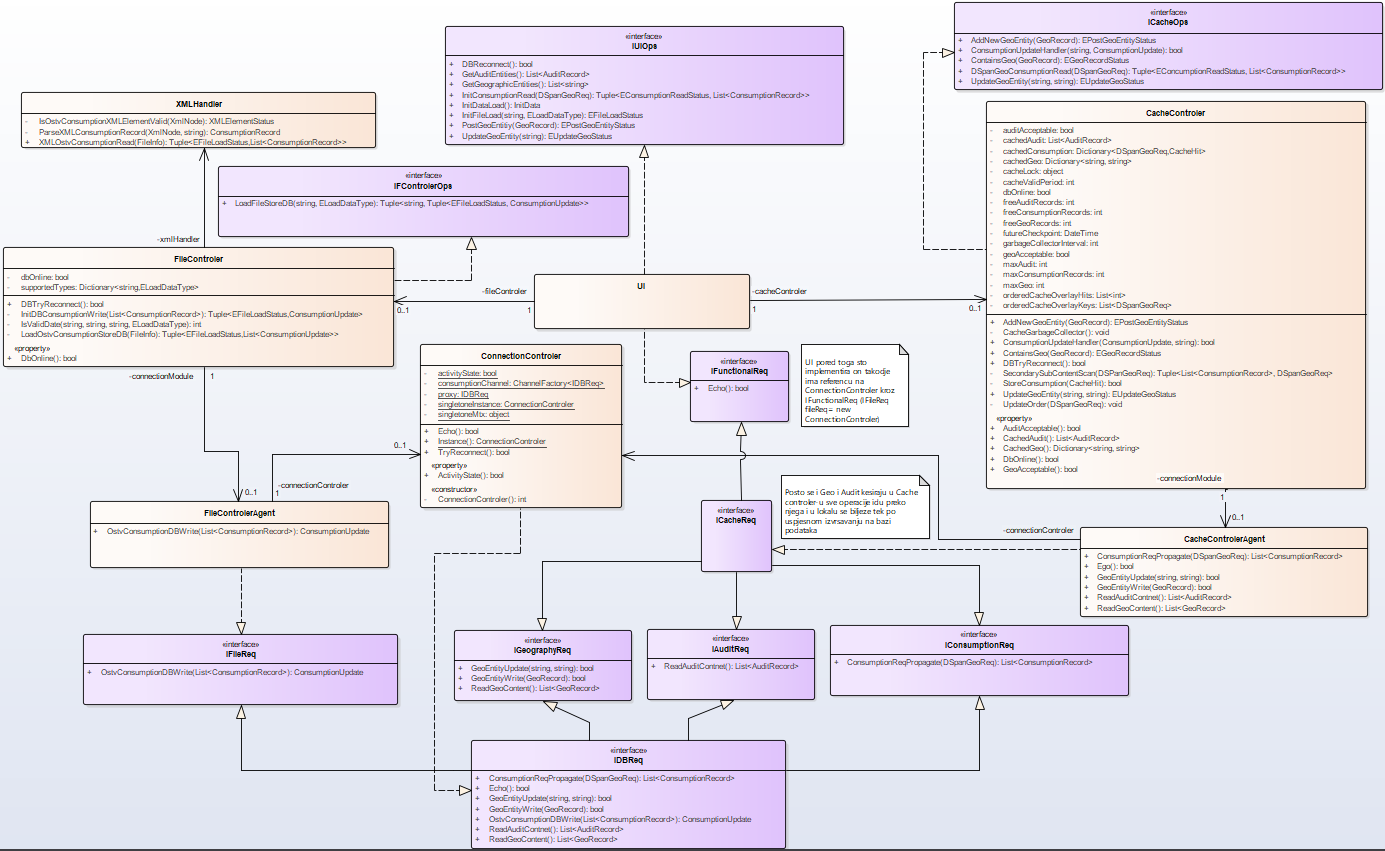 «interface»
ICacheOps
+ AddNewGeoEntity(GeoRecord): EPostGeoEntityStatus
+ ConsumptionUpdateHandler(string, ConsumptionUpdate): bool
+ ContainsGeo(GeoRecord): EGeoRecordStatus
+ DSpanGeoConsumptionRead(DSpanGeoReq): Tuple<EConcumptionReadStatus, List<ConsumptionRecord>>
+ UpdateGeoEntity(string, string): EUpdateGeoStatus
«interface»
IUIOps
+ DBReconnect(): bool
+ GetAuditEntities(): List<AuditRecord>
+ GetGeographicEntities(): List<string>
+ InitConsumptionRead(DSpanGeoReq): Tuple<EConsumptionReadStatus, List<ConsumptionRecord>>
+ InitDataLoad(): InitData
+ InitFileLoad(string, ELoadDataType): EFileLoadStatus
+ PostGeoEntitiy(GeoRecord): EPostGeoEntityStatus
+ UpdateGeoEntity(string): EUpdateGeoStatus
XMLHandler
- IsOstvConsumptionXMLElementValid(XmlNode): XMLElementStatus
- ParseXMLConsumptionRecord(XmlNode, string): ConsumptionRecord
+ XMLOstvConsumptionRead(FileInfo): Tuple<EFileLoadStatus,List<ConsumptionRecord>>
«interface»
IFControlerOps
+ LoadFileStoreDB(string, ELoadDataType): Tuple<string, Tuple<EFileLoadStatus, ConsumptionUpdate>>
CacheControler
- auditAcceptable: bool
- cachedAudit: List<AuditRecord>
- cachedConsumption: Dictionary<DSpanGeoReq,CacheHit>
- cachedGeo: Dictionary<string, string>
- cacheLock: object
- cacheValidPeriod: int
- dbOnline: bool
- freeAuditRecords: int
- freeConsumptionRecords: int
- freeGeoRecords: int
- futureCheckpoint: DateTime
- garbageCollectorInterval: int
- geoAcceptable: bool
- maxAudit: int
- maxConsumptionRecords: int
- maxGeo: int
- orderedCacheOverlayHits: List<int>
- orderedCacheOverlayKeys: List<DSpanGeoReq>
+ AddNewGeoEntity(GeoRecord): EPostGeoEntityStatus
- CacheGarbageCollector(): void
+ ConsumptionUpdateHandler(ConsumptionUpdate, string): bool
+ ContainsGeo(GeoRecord): EGeoRecordStatus
+ DBTryReconnect(): bool
- SecondarySubContentScan(DSpanGeoReq): Tuple<List<ConsumptionRecord>, DSpanGeoReq>
- StoreConsumption(CacheHit): bool
+ UpdateGeoEntity(string, string): EUpdateGeoStatus
- UpdateOrder(DSpanGeoReq): void
«property»
+ AuditAcceptable(): bool
+ CachedAudit(): List<AuditRecord>
+ CachedGeo(): Dictionary<string, string>
+ DbOnline(): bool
+ GeoAcceptable(): bool
-xmlHandler
FileControler
- dbOnline: bool
- supportedTypes: Dictionary<string,ELoadDataType>
+ DBTryReconnect(): bool
- InitDBConsumptionWrite(List<ConsumptionRecord>): Tuple<EFileLoadStatus,ConsumptionUpdate>
- IsValidDate(string, string, string, ELoadDataType): int
- LoadOstvConsumptionStoreDB(FileInfo): Tuple<EFileLoadStatus,List<ConsumptionUpdate>>
«property»
+ DbOnline(): bool
UI
-fileControler
0..1
1
-cacheControler
1
0..1
ConnectionControler
- activityState: bool
- consumptionChannel: ChannelFactory<IDBReq>
- proxy: IDBReq
- singletoneInstance: ConnectionControler
- singletoneMtx: object
+ Echo(): bool
+ Instance(): ConnectionControler
+ TryReconnect(): bool
«property»
+ ActivityState(): bool
«constructor»
- ConnectionControler(): int
«interface»
IFunctionalReq
+ Echo(): bool
UI pored toga sto
implementira on takodje
ima referencu na
ConnectionControler kroz
IFunctionalReq (IFileReq
fileReq= new
ConnectionControler)
-connectionModule
1
0..1
-connectionControler
1
0..1
-connectionModule
1
0..1
Posto se i Geo i Audit kesiraju u Cache
controler-u sve operacije idu preko
njega i u lokalu se biljeze tek po
uspjesnom izvrsavanju na bazi
podataka
«interface»
ICacheReq
-connectionControler
FileControlerAgent
+ OstvConsumptionDBWrite(List<ConsumptionRecord>): ConsumptionUpdate
CacheControlerAgent
+ ConsumptionReqPropagate(DSpanGeoReq): List<ConsumptionRecord>
+ Ego(): bool
+ GeoEntityUpdate(string, string): bool
+ GeoEntityWrite(GeoRecord): bool
+ ReadAuditContnet(): List<AuditRecord>
+ ReadGeoContent(): List<GeoRecord>
«interface»
IFileReq
+ OstvConsumptionDBWrite(List<ConsumptionRecord>): ConsumptionUpdate
«interface»
IGeographyReq
+ GeoEntityUpdate(string, string): bool
+ GeoEntityWrite(GeoRecord): bool
+ ReadGeoContent(): List<GeoRecord>
«interface»
IAuditReq
+ ReadAuditContnet(): List<AuditRecord>
«interface»
IConsumptionReq
+ ConsumptionReqPropagate(DSpanGeoReq): List<ConsumptionRecord>
«interface»
IDBReq
+ ConsumptionReqPropagate(DSpanGeoReq): List<ConsumptionRecord>
+ Echo(): bool
+ GeoEntityUpdate(string, string): bool
+ GeoEntityWrite(GeoRecord): bool
+ OstvConsumptionDBWrite(List<ConsumptionRecord>): ConsumptionUpdate
+ ReadAuditContnet(): List<AuditRecord>
+ ReadGeoContent(): List<GeoRecord>